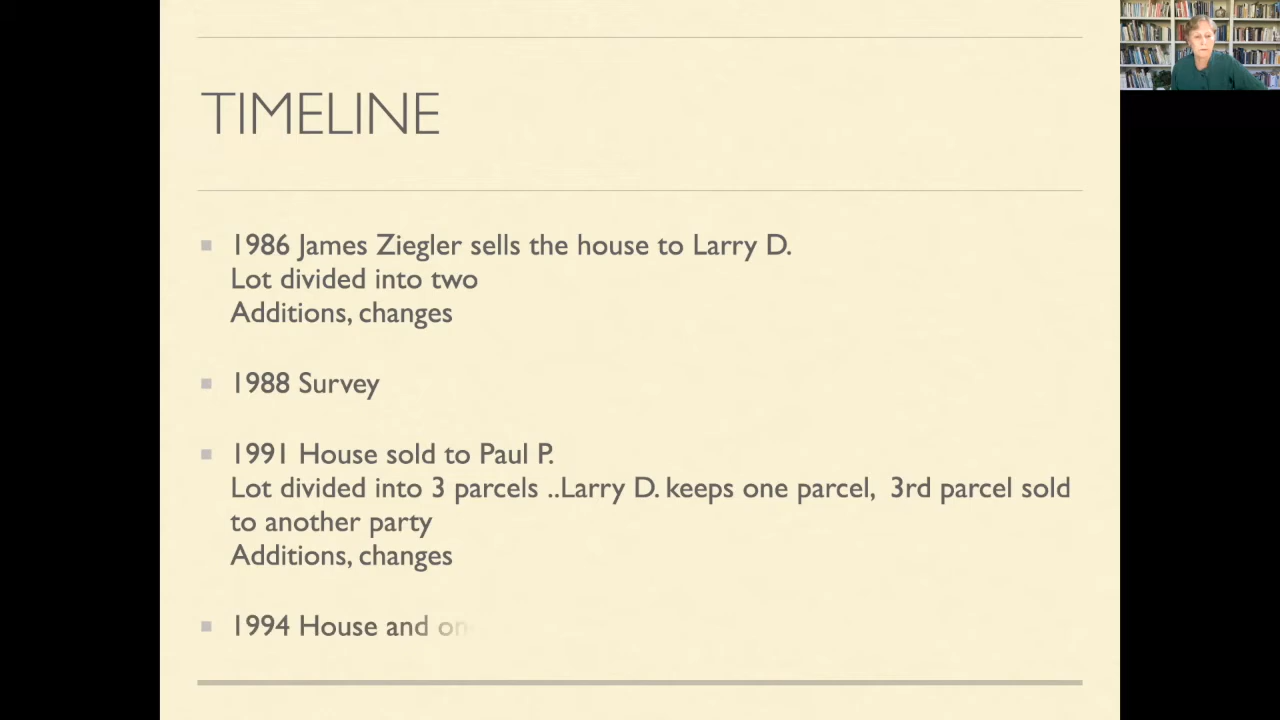 TIMELINE
1986 James Ziegler sells the house to Larry D.
Lot divided into two
Additions, changes
1988 Survey
1991 House sold to Paul P.
Lot divided into 3 parcels ..Larry D. keeps one parcel, 3rd parcel sold
to another party
Additions, changes
1994 House and